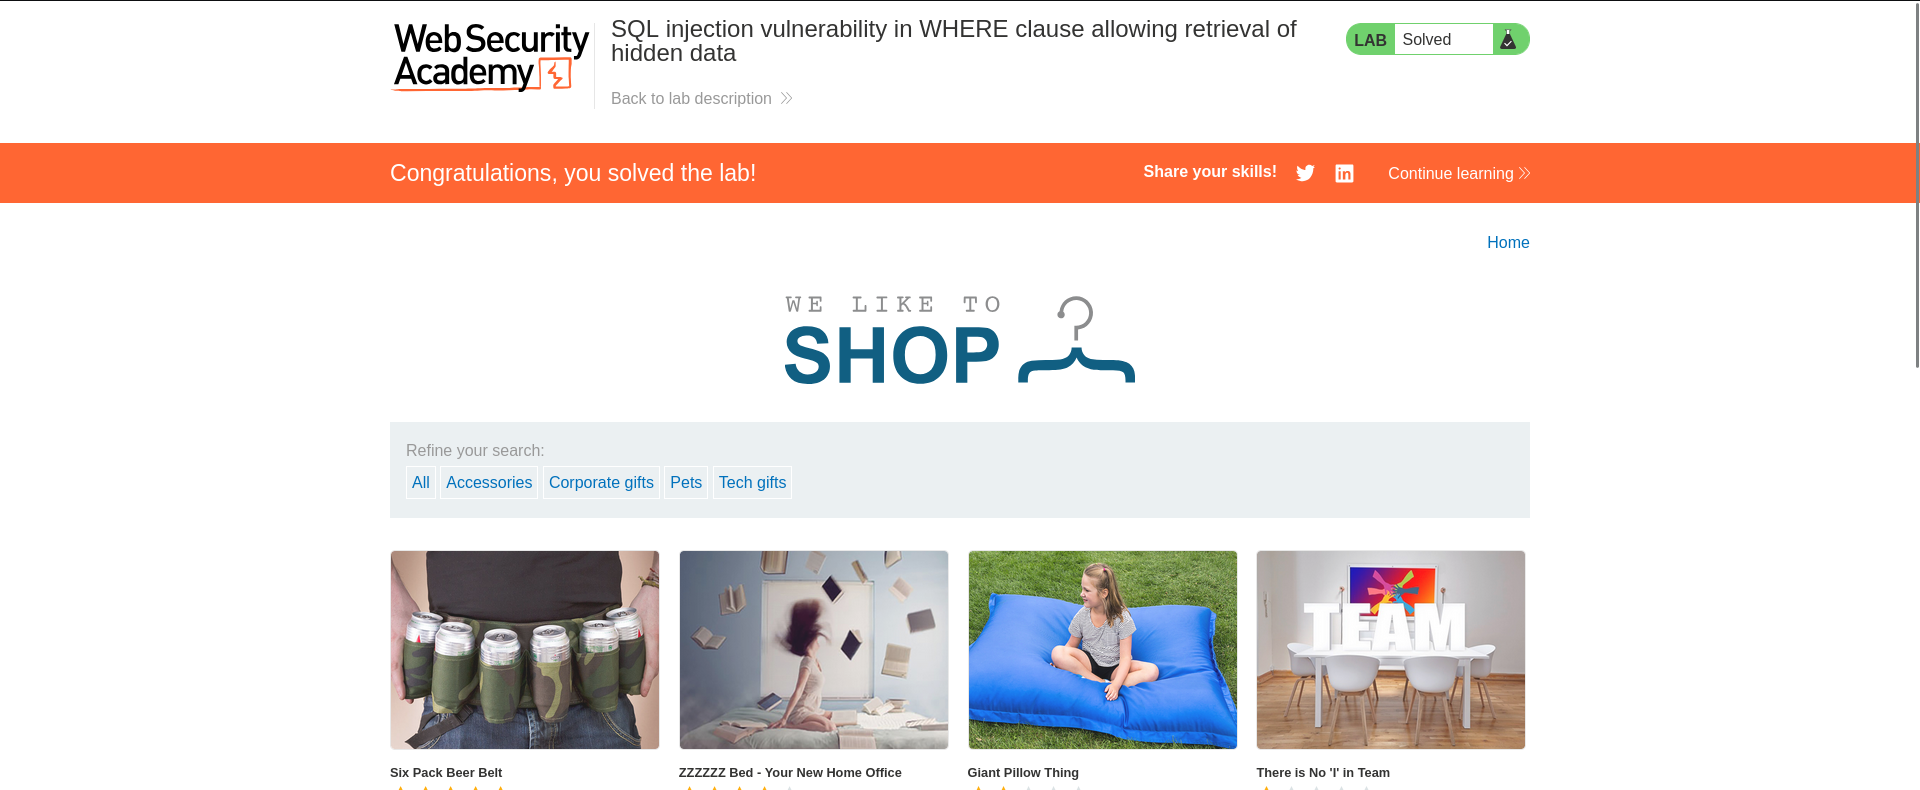 Web Security
Academy
SQL injection vulnerability in WHERE clause allowing retrieval of
hidden data
Back to lab description
LAB Solved
Congratulations, you solved the lab!
Share your skills!
Continue learning
Home
WE LIKE TO
SHOP
Refine your search:
All Accessories Corporate gifts Pets Tech gifts
TEAM
Six Pack Beer Belt
ZZZZZZ Bed - Your New Home Office
Giant Pillow Thing
There is No 'I' in Team